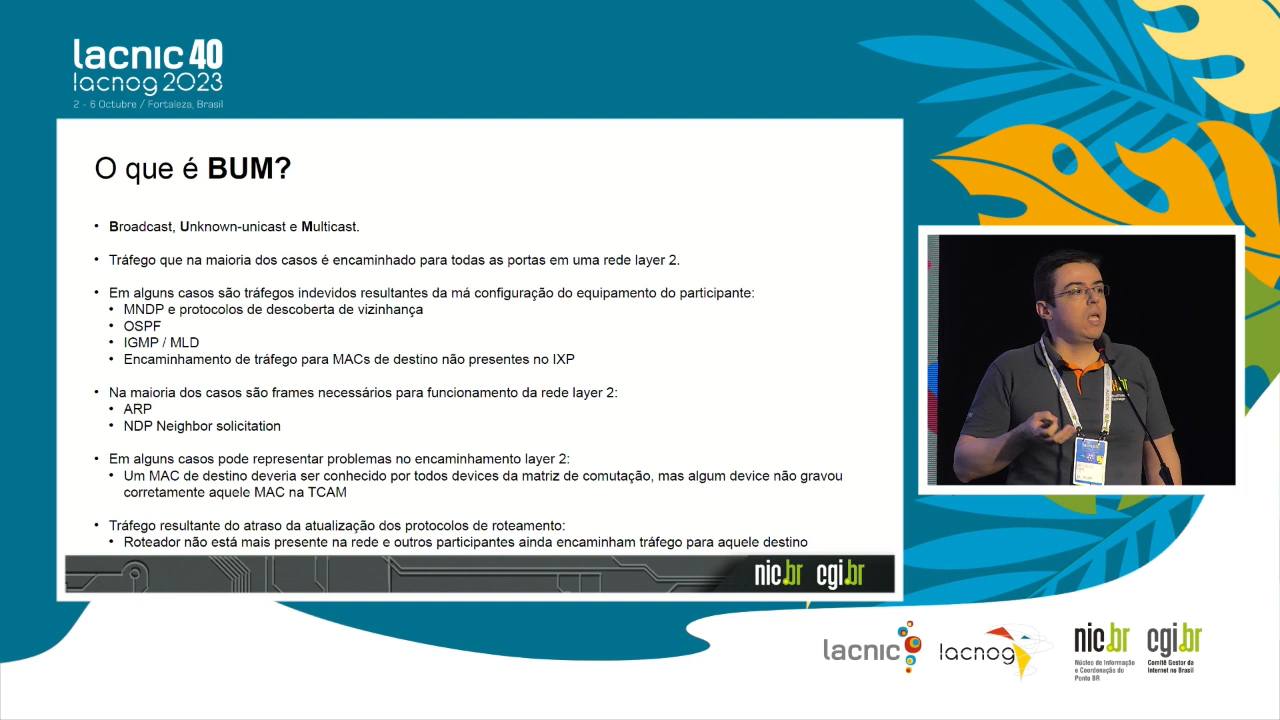 lacnic 40
lacnog 2023
2 - 6 Octubre / Fortaleza, Brasil
O que é BUM?
• Broadcast, Unknown-unicast e Multicast.
• Tráfego que na maioria dos casos é encaminhado para todas as portas em uma rede layer 2.
• Em alguns casos são tráfegos indevidos resultantes da má configuração do equipamento do participante:
• MNDP e protocolos de descoberta de vizinhança
• OSPF
• IGMP / MLD
• Encaminhamento de tráfego para MACs de destino não presentes no IXP
• Na maioria dos casos são frames necessários para funcionamento da rede layer 2:
• ARP
• NDP Neighbor solicitation
• Em alguns casos pode representar problemas no encaminhamento layer 2:
• Um MAC de destino deveria ser conhecido por todos devices da matriz de comutação, mas algum device não gravou
corretamente aquele MAC na TCAM
• Tráfego resultante do atraso da atualização dos protocolos de roteamento:
• Roteador não está mais presente na rede e outros participantes ainda encaminham tráfego para aquele destino
nic.br cgi.br
lacnic lacnog nic.br cgi.br
Núcleo de Informação
e Coordenação do
Ponto BR
Comitê Gestor da
Internet no Brasil